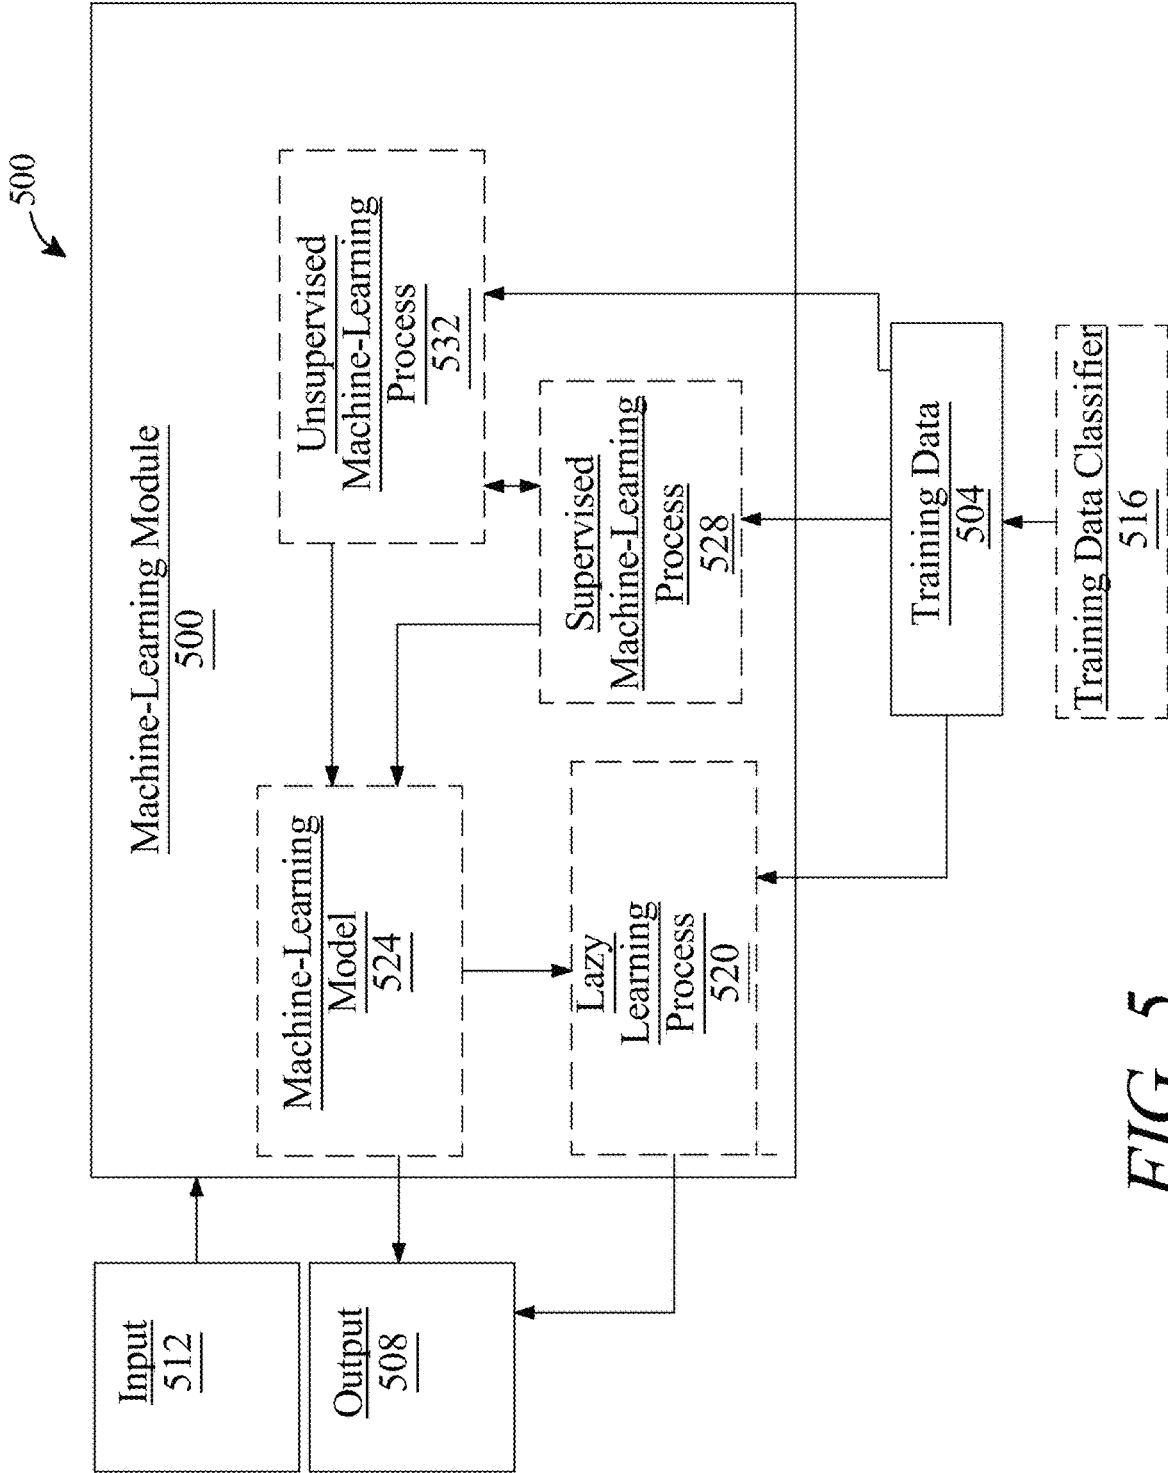 500
Machine-Learning Module
500
Input
512
Output
508
Machine-Learning
Model
524
Unsupervised
Machine-Learning
Process
532
Lazy
Learning
Process
520
Supervised
Machine-Learning
Process
528
Training Data
504
Training Data Classifier
516
FIG. 5